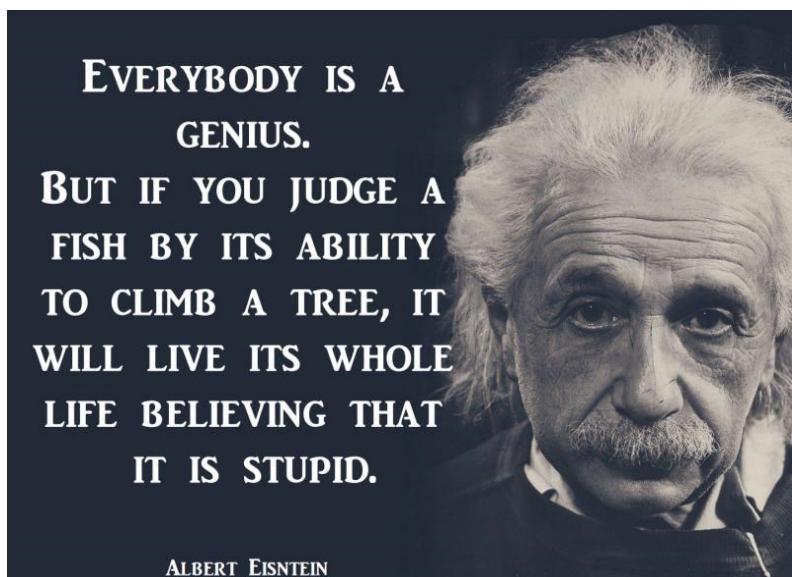 Everybody is a
genius.
But if you judge a
fish by its ability
to climb a tree, it
will live its whole
life believing that
it is stupid.
Albert Eisntein